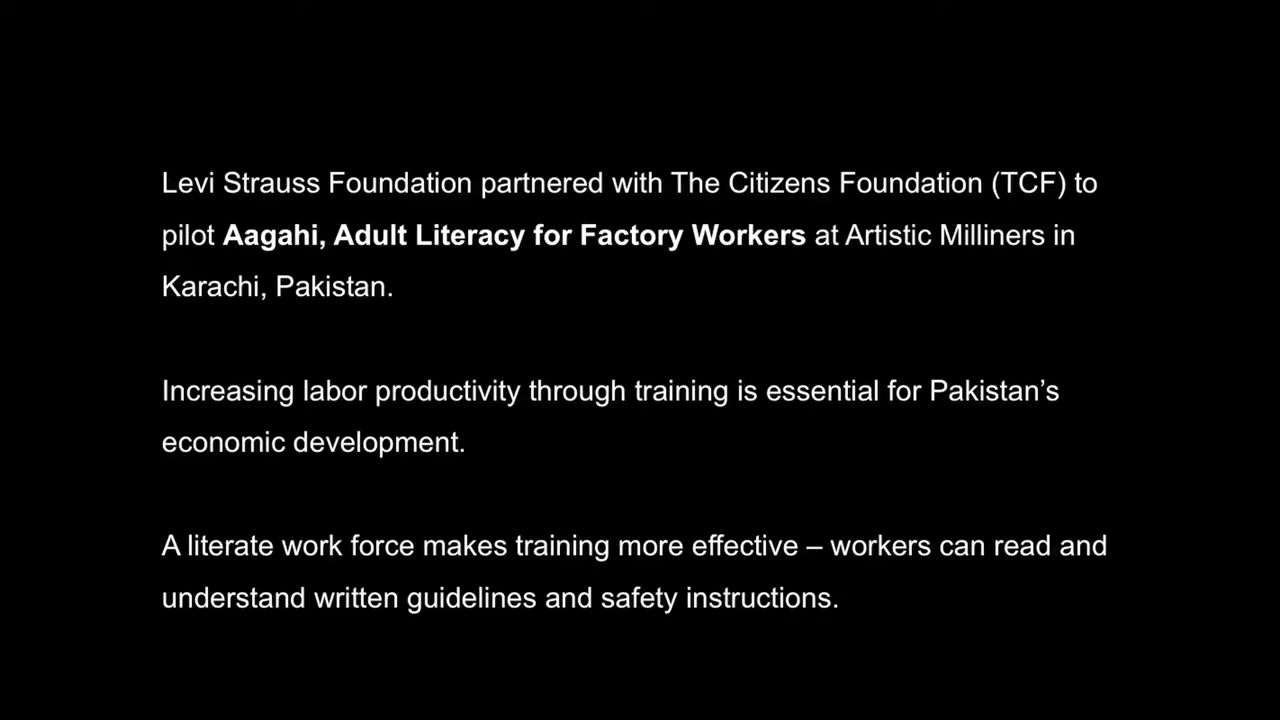 Levi Strauss Foundation partnered with The Citizens Foundation (TCF) to
pilot Aagahi, Adult Literacy for Factory Workers at Artistic Milliners in
Karachi, Pakistan.
Increasing labor productivity through training is essential for Pakistan’s
economic development.
A literate work force makes training more effective – workers can read and
understand written guidelines and safety instructions.